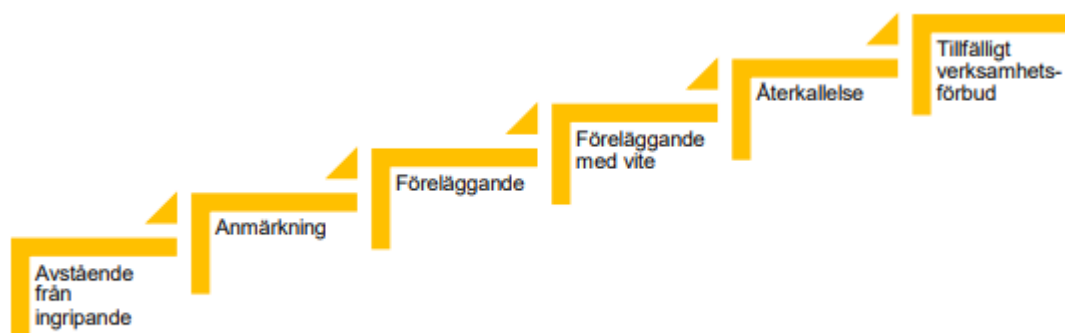 Avstående
från
ingripande
Anmärkning
Föreläggande
Föreläggande
med vite
Återkallelse
Tillfälligt
verksamhets-
förbud